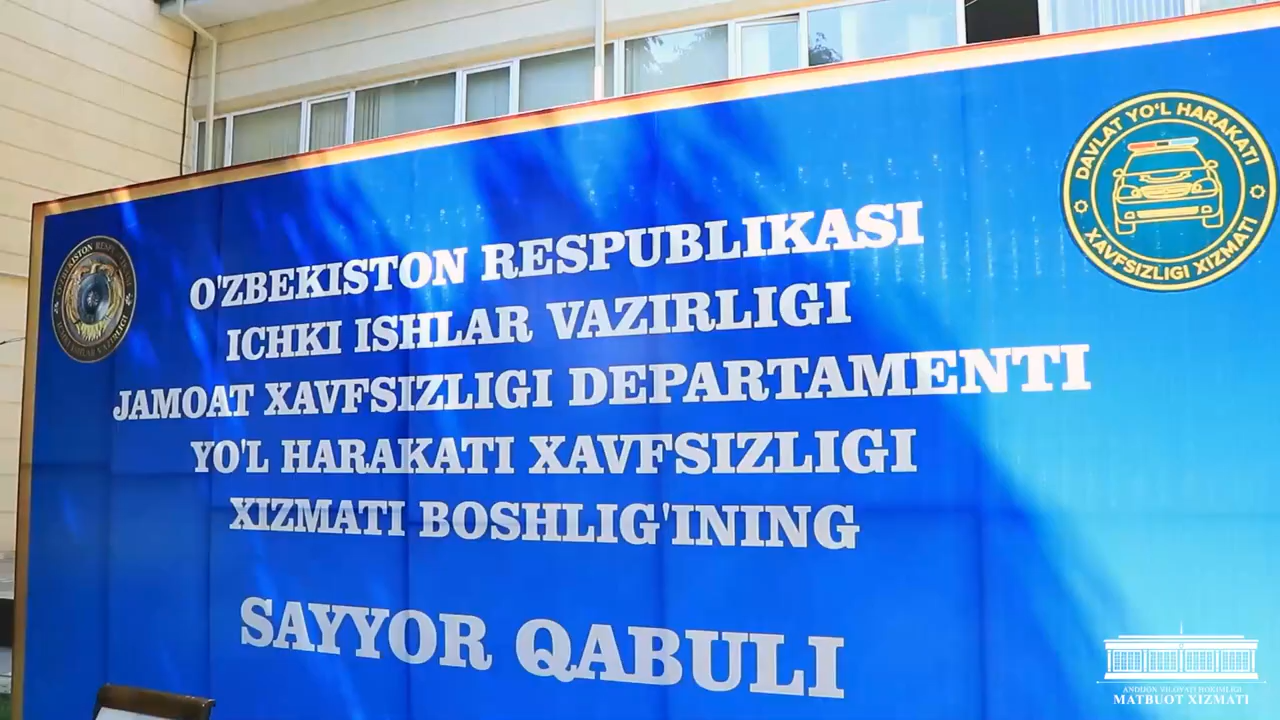 O'ZBEKISTON RESPUBLIKASI
ICHKI ISHLAR VAZIRLIGI
JAMOAT XAVFSIZLIGI DEPARTAMENTI
YO'L HARAKATI XAVFSIZLIGI
XIZMATI BOSHLIG'INING
SAYYOR QABULI
DAVLAT YO‘L HARAKATI
XAVFSIZLIGI XIZMATI
ANDIJON VILOYATI HOKIMLIGI
MATBUOT XIZMATI